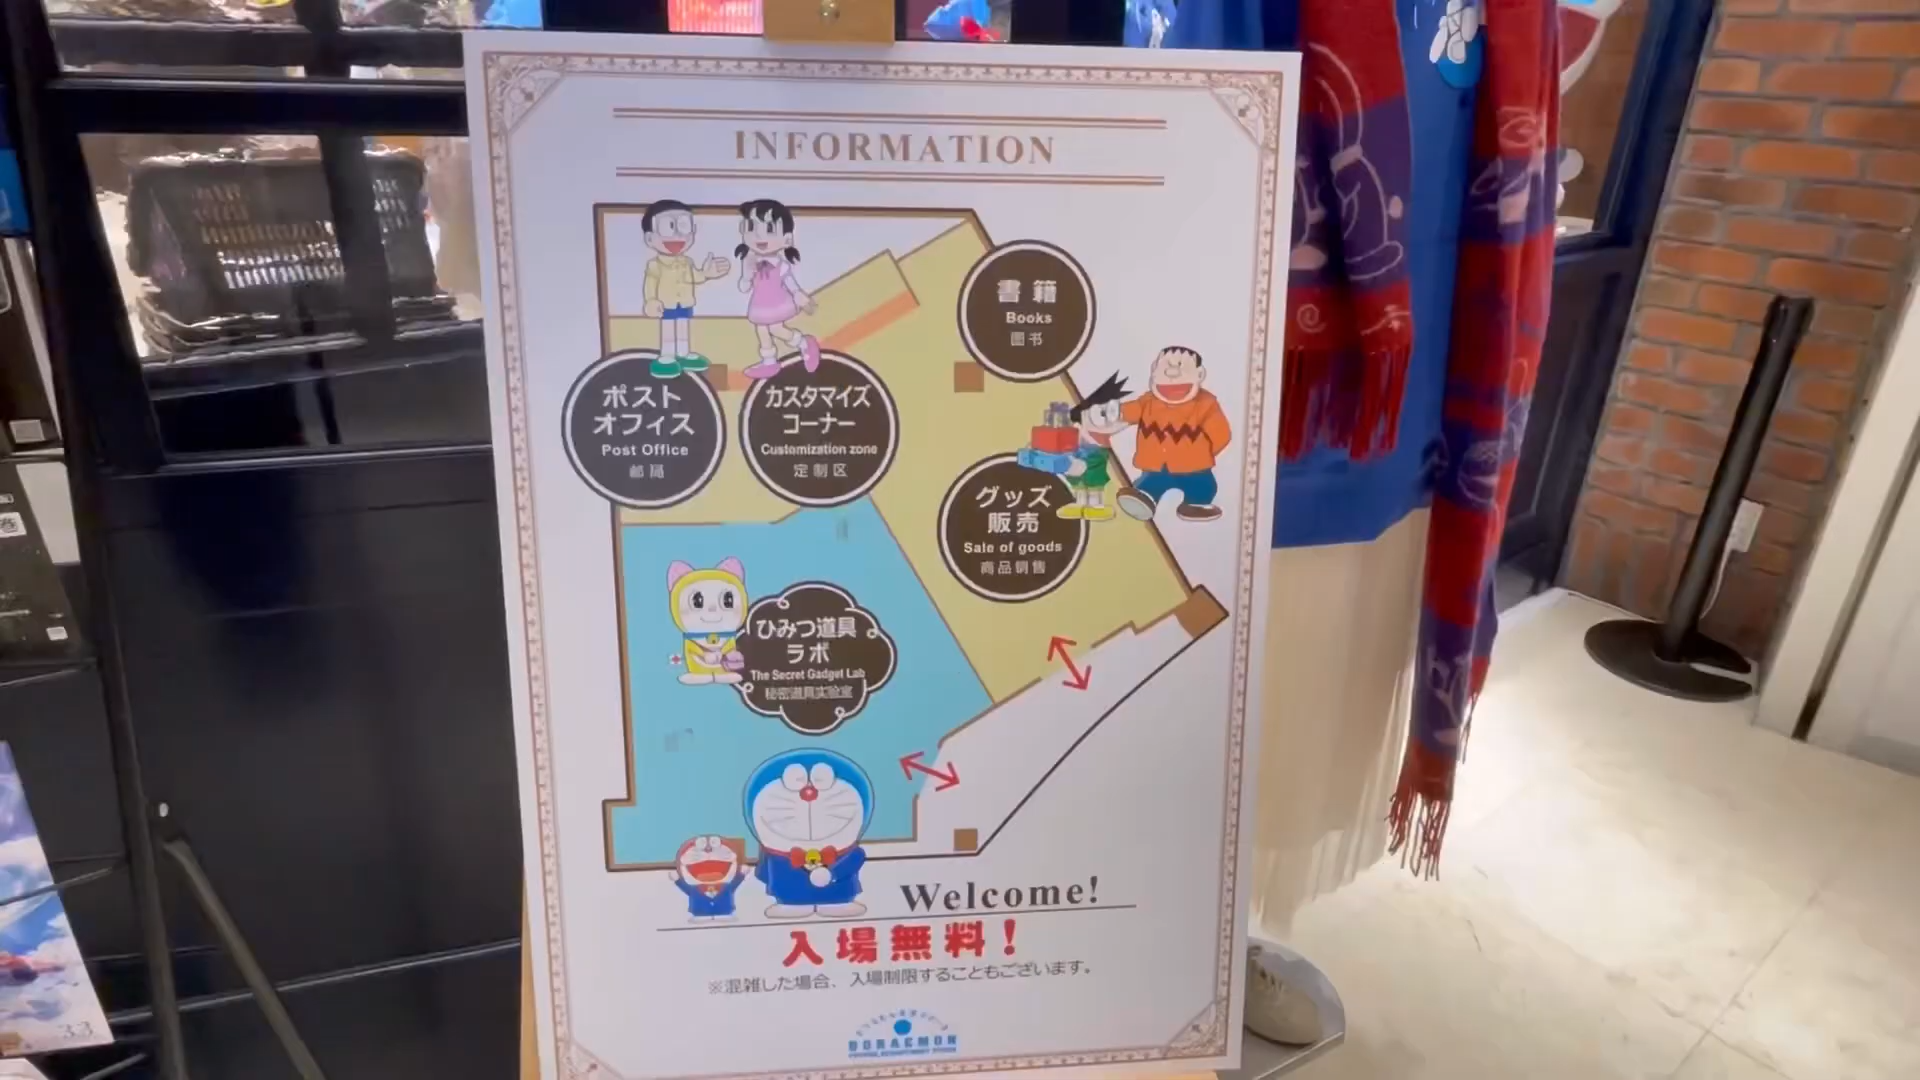 INFORMATION
書籍
Books
图书
ポスト
オフィス
Post Office
邮局
カスタマイズ
コーナー
Customization zone
定制区
グッズ
販売
Sale of goods
商品销售
ひみつ道具
ラボ
The Secret Gadget Lab
秘密道具实验室
Welcome!
入場無料！
※混雑した場合、入場制限することもございます。
DORAEMON
33
巻